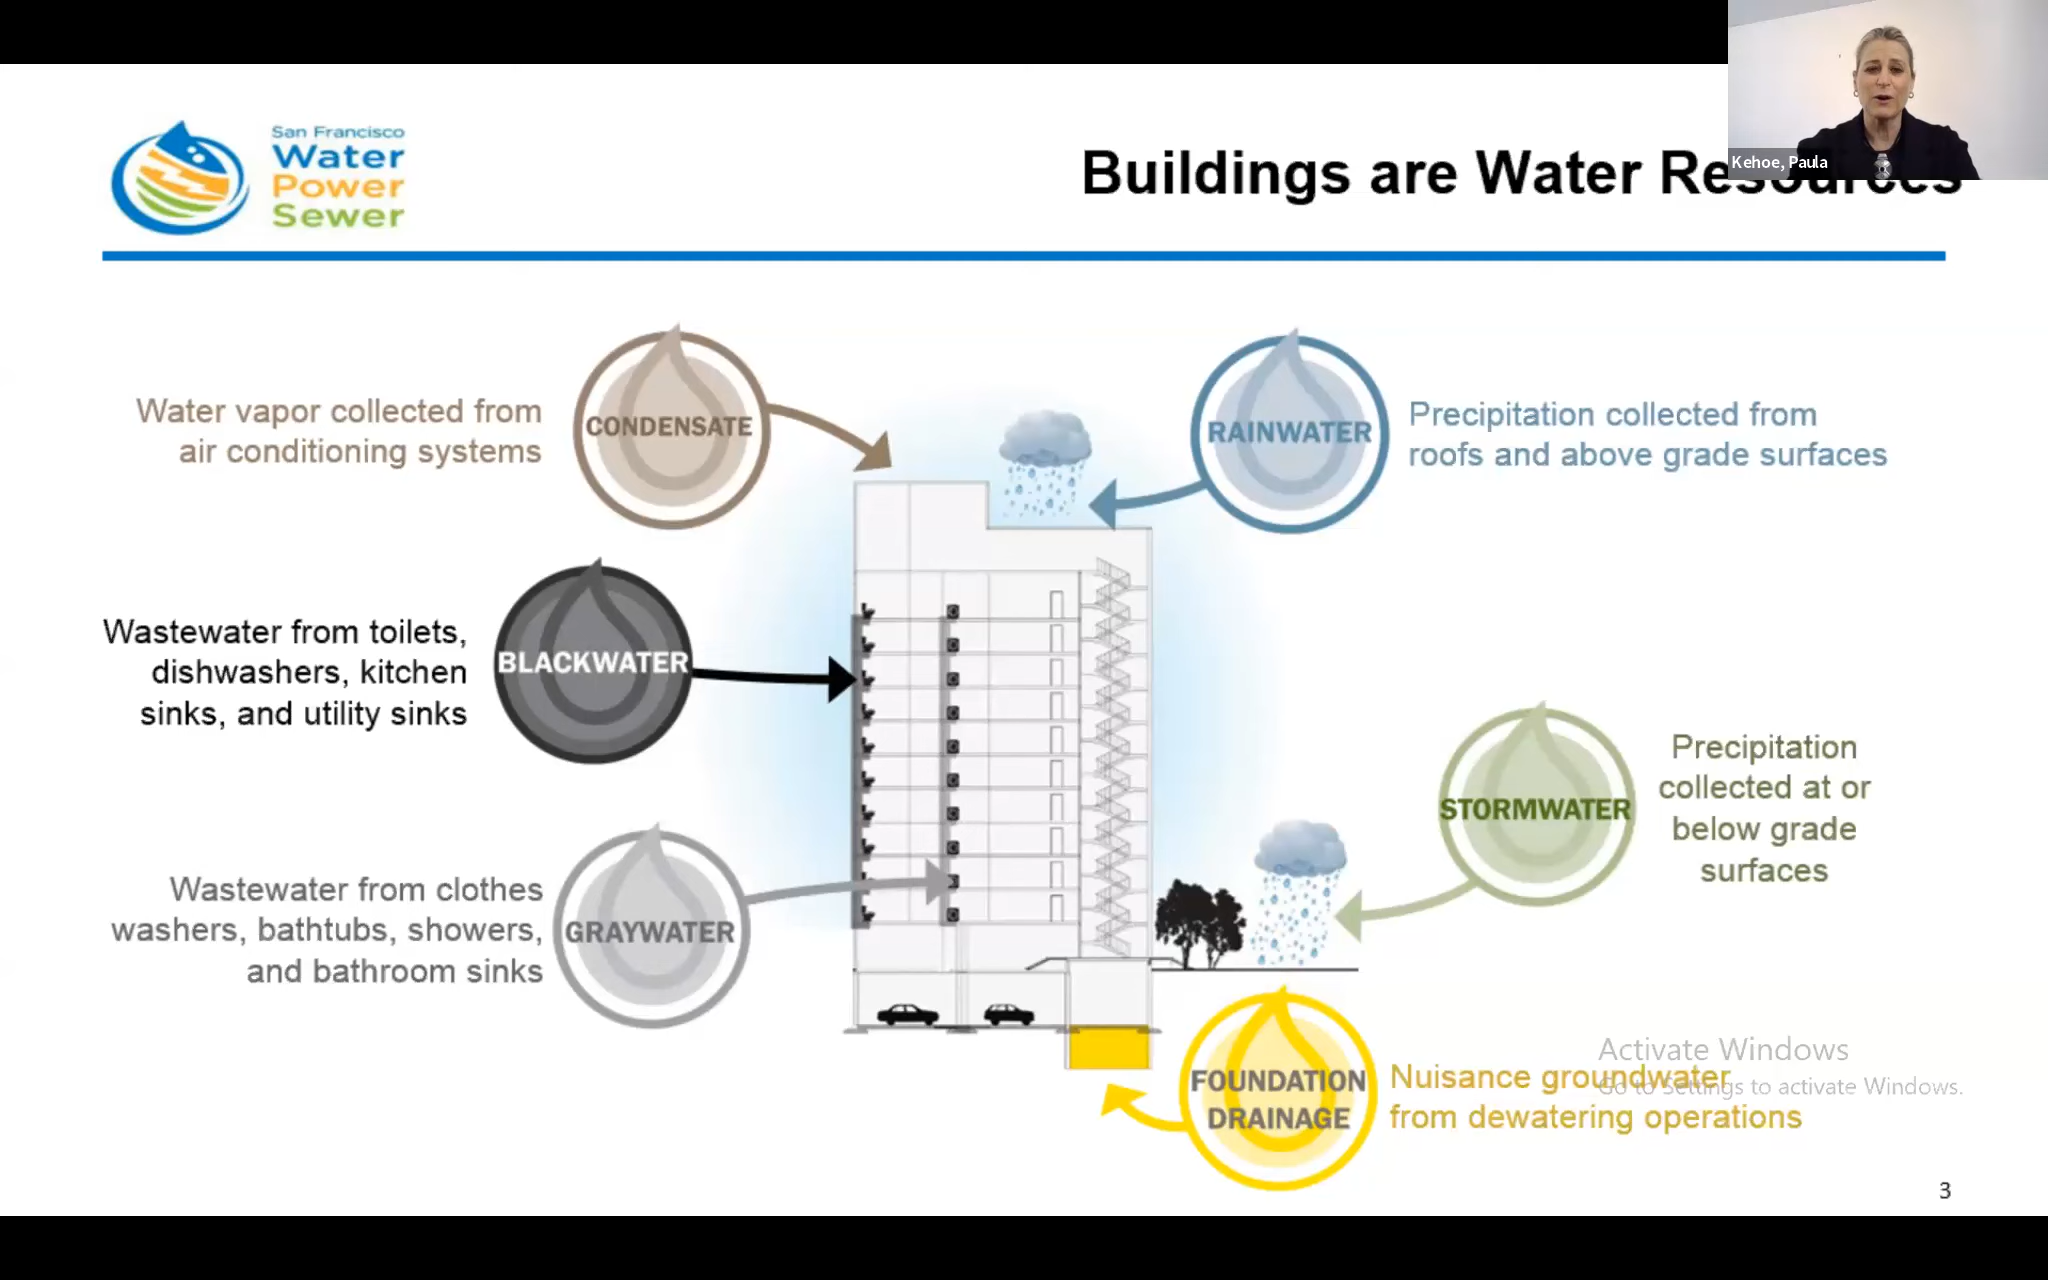 Kehoe, Paula
San Francisco
Water
Power
Sewer
Buildings are Water Resources
Water vapor collected from
air conditioning systems
CONDENSATE
RAINWATER
Precipitation collected from
roofs and above grade surfaces
Wastewater from toilets,
dishwashers, kitchen
sinks, and utility sinks
BLACKWATER
STORMWATER
Precipitation
collected at or
below grade
surfaces
Wastewater from clothes
washers, bathtubs, showers,
and bathroom sinks
GRAYWATER
FOUNDATION
DRAINAGE
Nuisance groundwater
from dewatering operations
Activate Windows
Go to Settings to activate Windows.
3